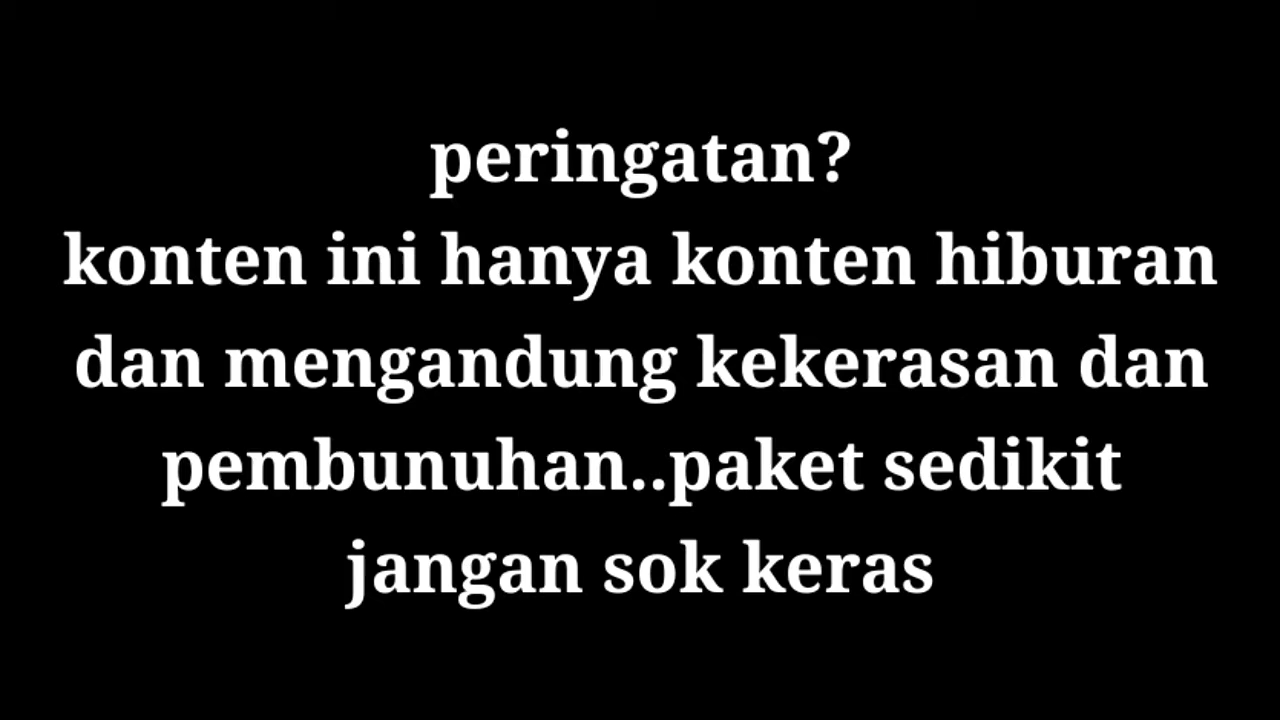 peringatan?
konten ini hanya konten hiburan
dan mengandung kekerasan dan
pembunuhan..paket sedikit
jangan sok keras